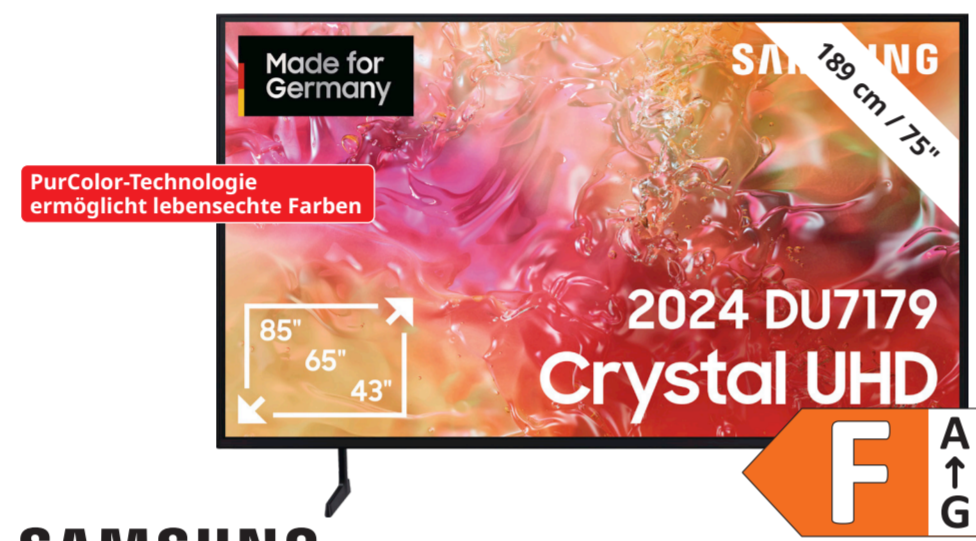 Made for
Germany
SAMSUNG
189 cm / 75"
PurColor-Technologie
ermöglicht lebensechte Farben
2024 DU7179
Crystal UHD
85"
65"
43"
F
A
↑
G
SAMSUNG